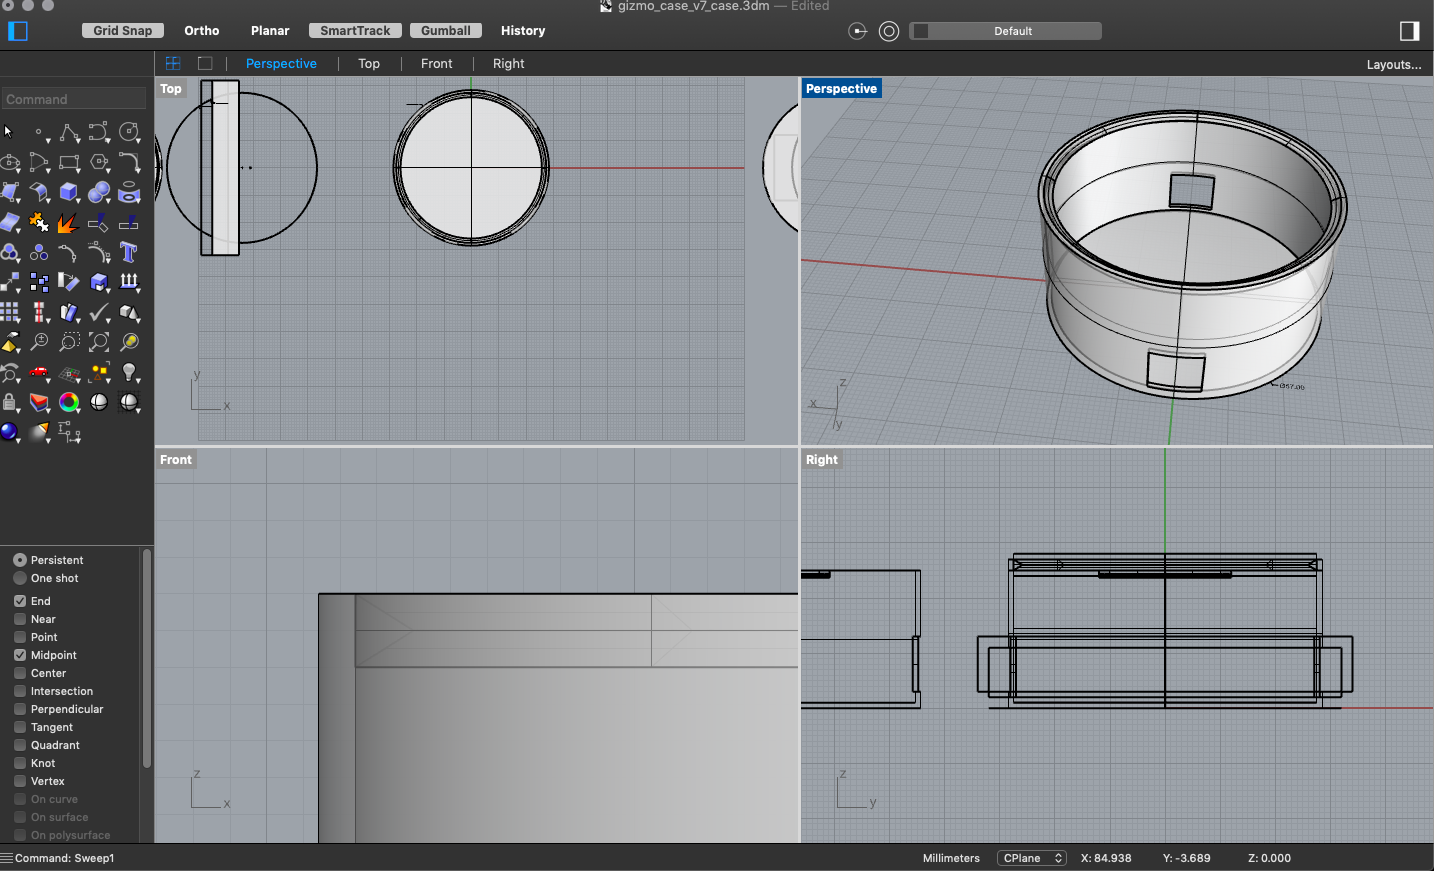 gizmo_case_v7_case.3dm — Edited
Grid Snap
Ortho
Planar
SmartTrack
Gumball
History
Default
Perspective
Top
Front
Right
Layouts...
Command
Top
y
x
Perspective
z
x
y
Front
z
x
Right
z
y
Persistent
One shot
End
Near
Point
Midpoint
Center
Intersection
Perpendicular
Tangent
Quadrant
Knot
Vertex
On curve
On surface
On polysurface
Command: Sweep1
Millimeters
CPlane
X: 84.938
Y: -3.689
Z: 0.000